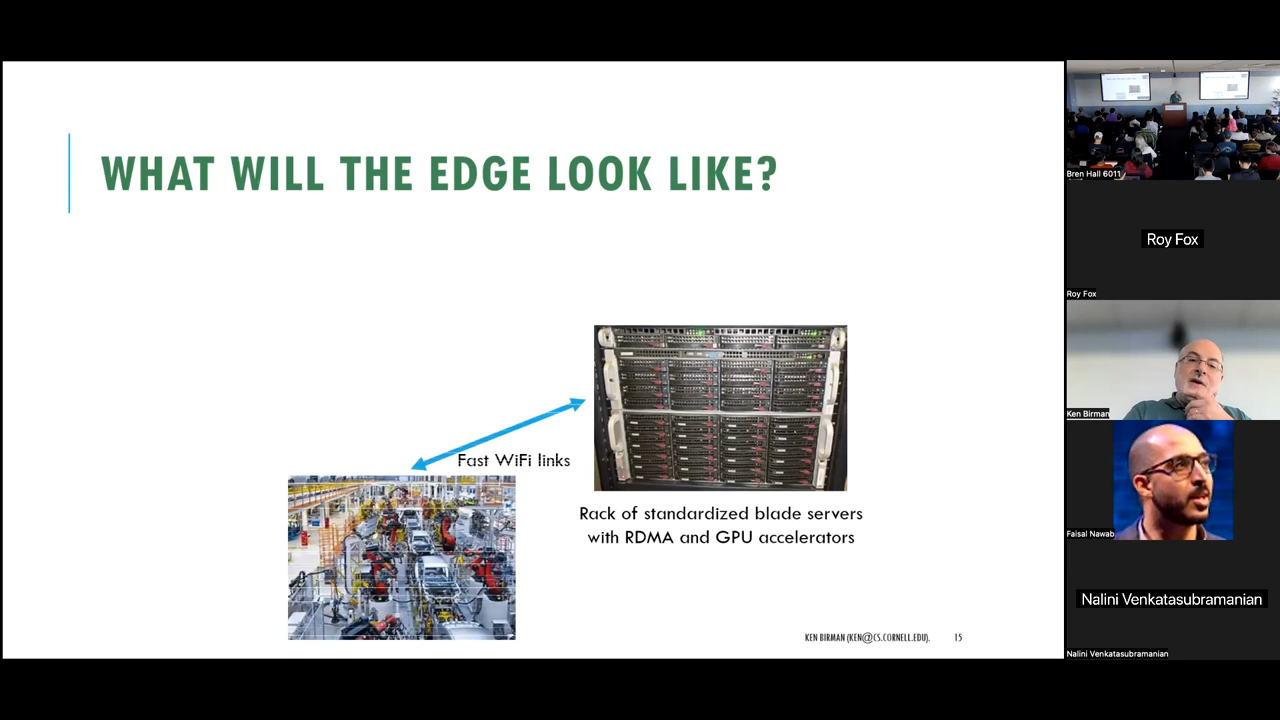 WHAT WILL THE EDGE LOOK LIKE?
Fast WiFi links
Rack of standardized blade servers
with RDMA and GPU accelerators
KEN BIRMAN (KEN@CS.CORNELL.EDU).
15
Bren Hall 6011
Roy Fox
Roy Fox
Ken Birman
Faisal Nawab
Nalini Venkatasubramanian
Nalini Venkatasubramanian